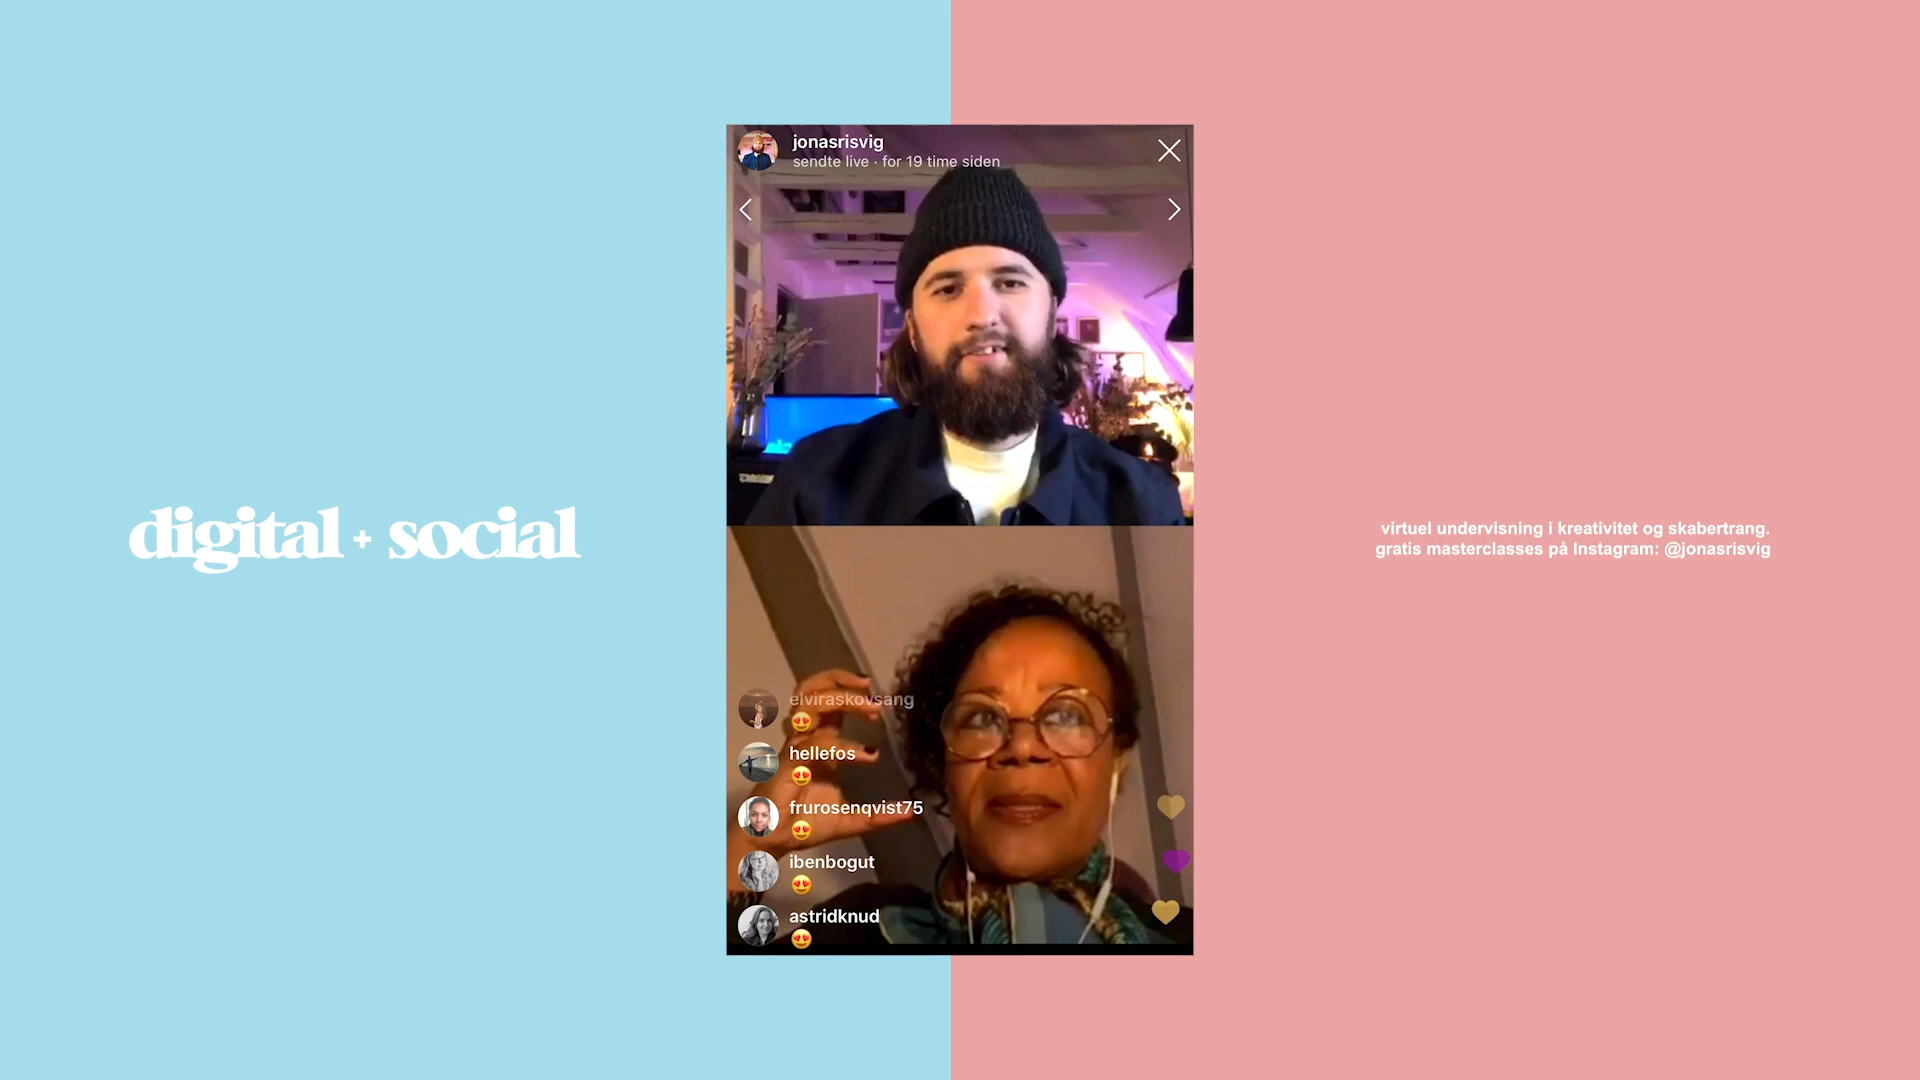 jonasrisvig
sendte live · for 19 time siden
digital + social
virtuel undervisning i kreativitet og skabertrang.
gratis masterclasses på Instagram: @jonasrisvig
elviraskovsang
😍
hellefos
😍
frurosenqvist75
😍
ibenbogut
😍
astridknud
😍